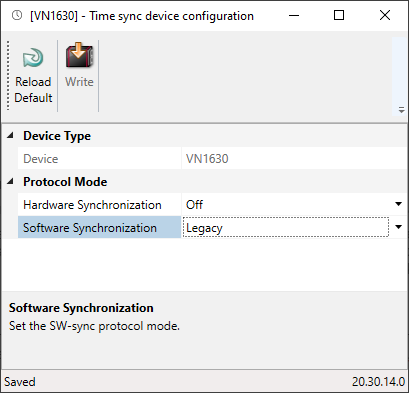 [VN1630] - Time sync device configuration
Reload
Default
Write
Device Type
Device VN1630
Protocol Mode
Hardware Synchronization Off
Software Synchronization Legacy
Software Synchronization
Set the SW-sync protocol mode.
Saved 20.30.14.0